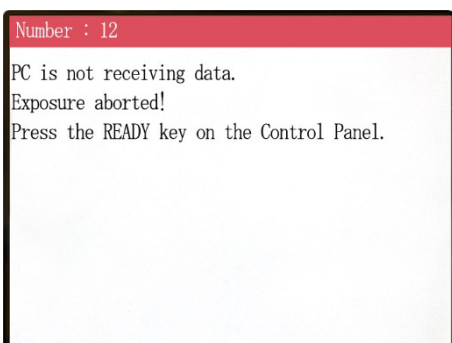 Number : 12
PC is not receiving data.
Exposure aborted!
Press the READY key on the Control Panel.